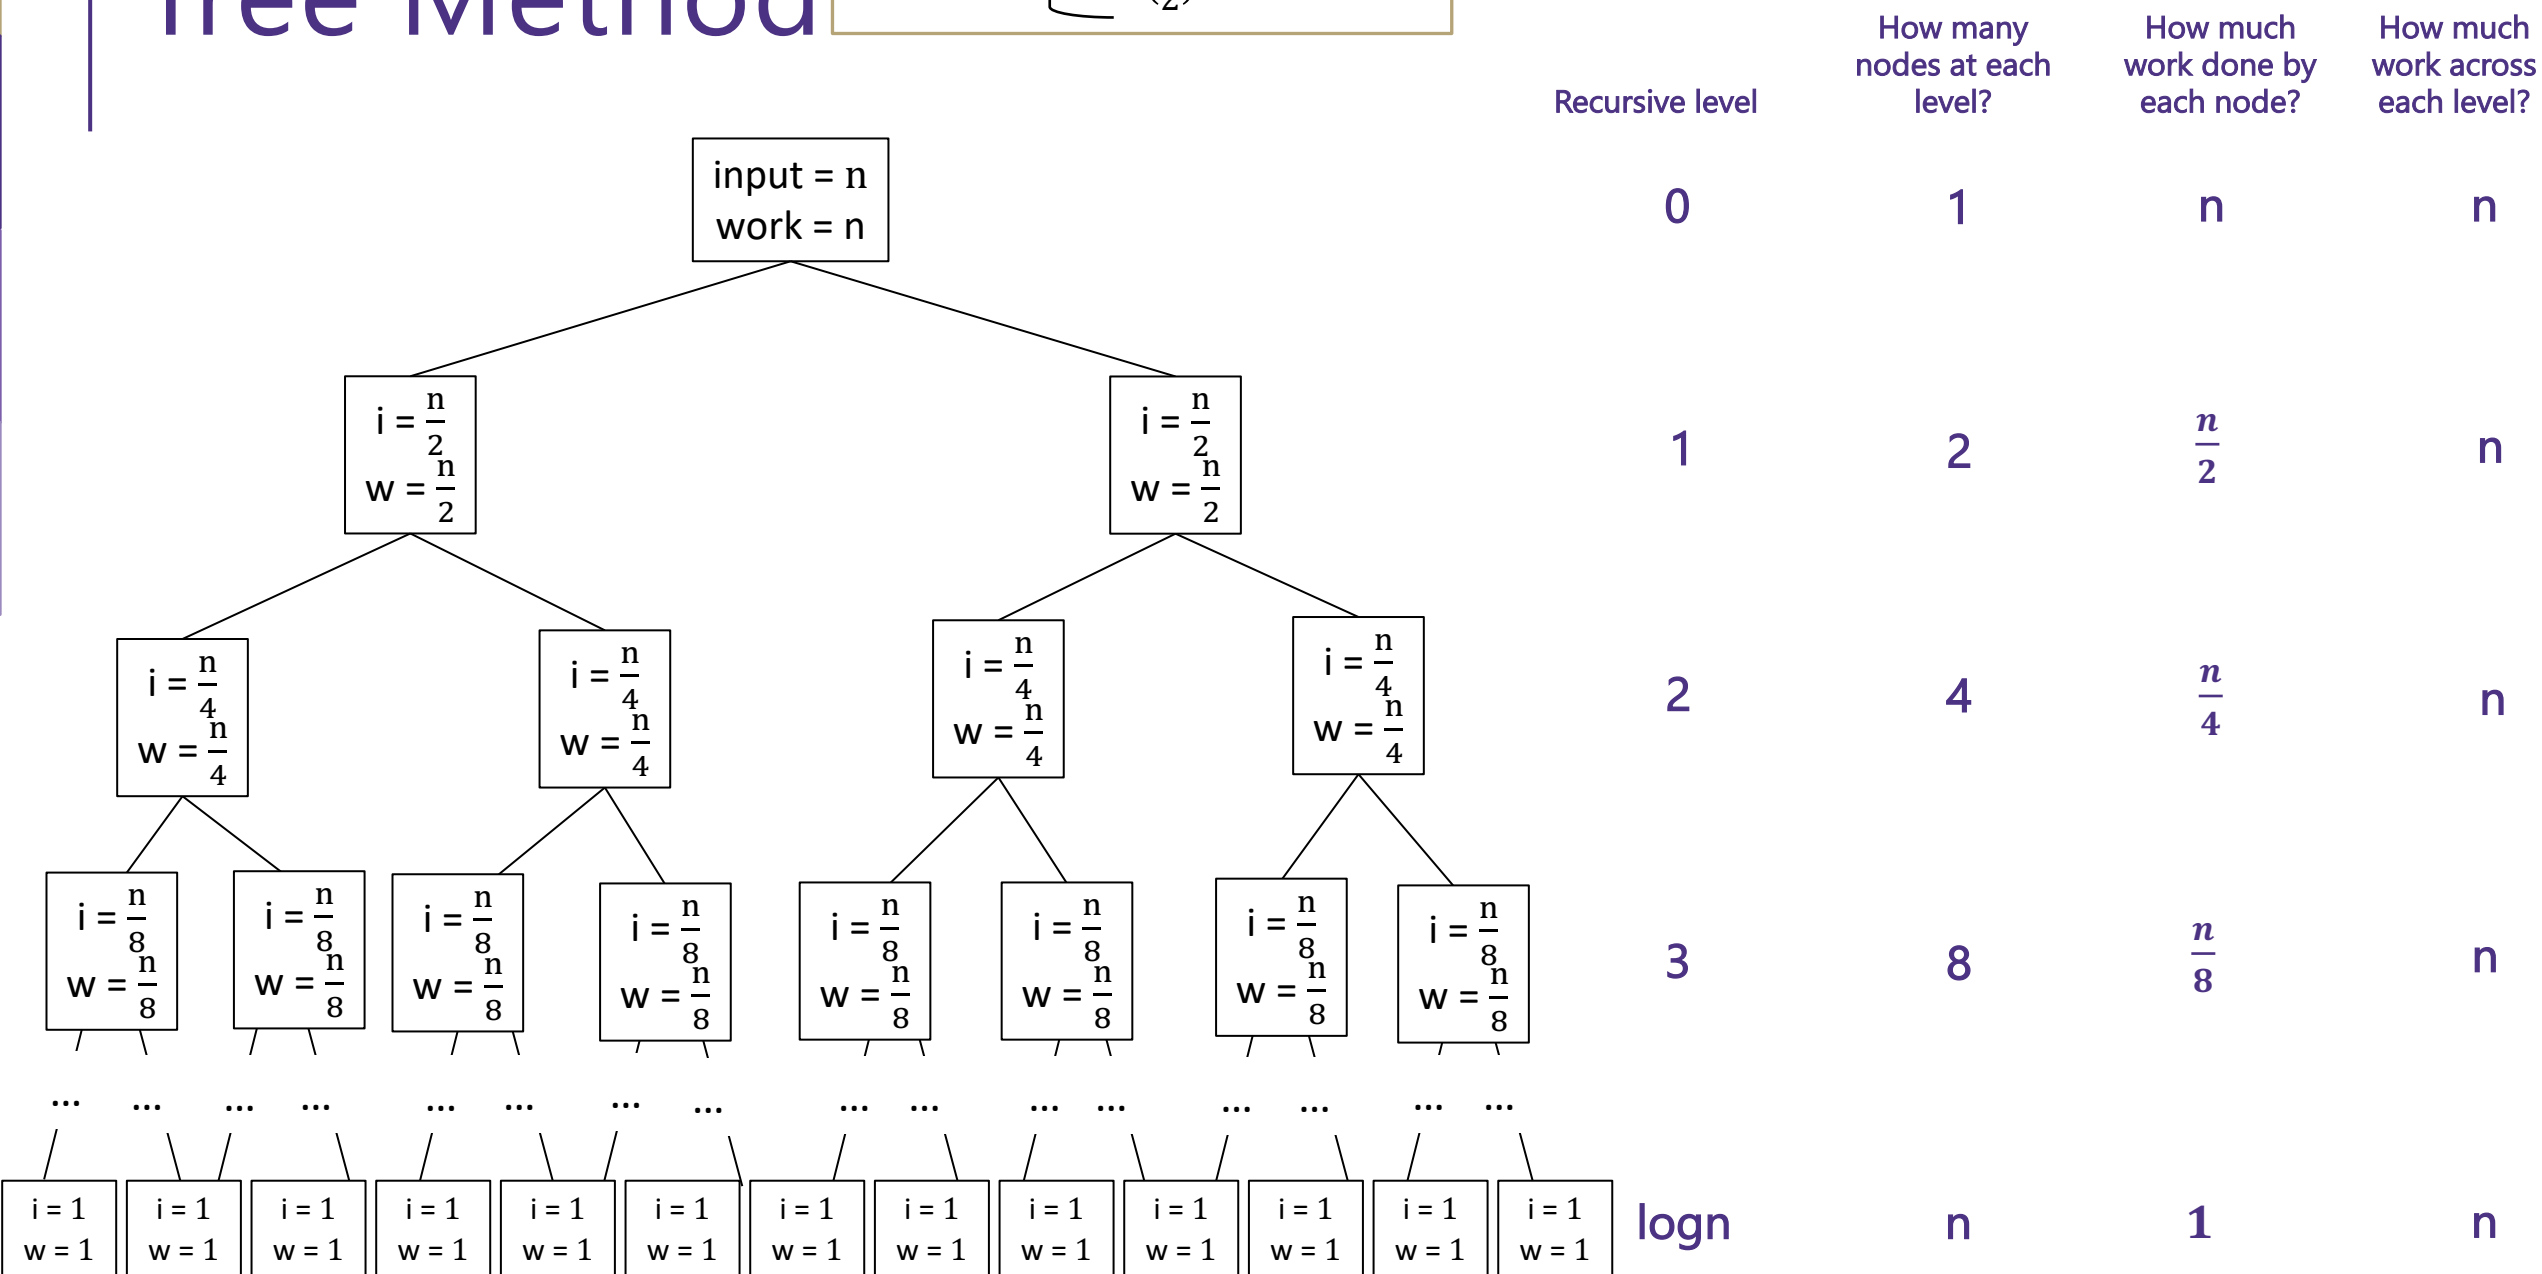 Tree Method
How many
nodes at each
level?
How much
work done by
each node?
How much
work across
each level?
Recursive level
input = n
work = n
0 1 n n
i = n/2
w = n/2
i = n/2
w = n/2
1 2 n/2 n
i = n/4
w = n/4
i = n/4
w = n/4
i = n/4
w = n/4
i = n/4
w = n/4
2 4 n/4 n
i = n/8
w = n/8
i = n/8
w = n/8
i = n/8
w = n/8
i = n/8
w = n/8
i = n/8
w = n/8
i = n/8
w = n/8
i = n/8
w = n/8
i = n/8
w = n/8
3 8 n/8 n
... ... ... ... ... ... ... ... ... ... ... ... ... ... ... ...
i = 1
w = 1
i = 1
w = 1
i = 1
w = 1
i = 1
w = 1
i = 1
w = 1
i = 1
w = 1
i = 1
w = 1
i = 1
w = 1
i = 1
w = 1
i = 1
w = 1
i = 1
w = 1
i = 1
w = 1
i = 1
w = 1
logn n 1 n